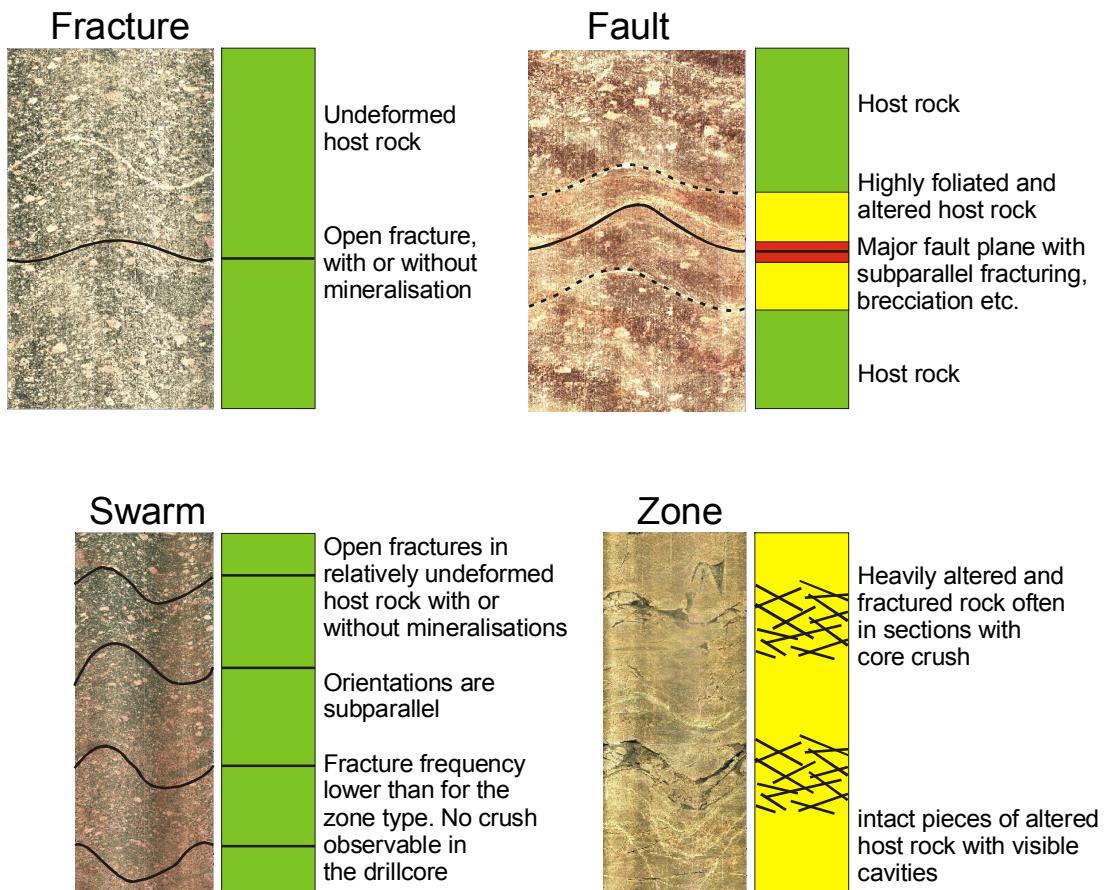 Fracture
Undeformed
host rock
Open fracture,
with or without
mineralisation
Fault
Host rock
Highly foliated and
altered host rock
Major fault plane with
subparallel fracturing,
brecciation etc.
Host rock
Swarm
Open fractures in
relatively undeformed
host rock with or
without mineralisations
Orientations are
subparallel
Fracture frequency
lower than for the
zone type. No crush
observable in
the drillcore
Zone
Heavily altered and
fractured rock often
in sections with
core crush
intact pieces of altered
host rock with visible
cavities